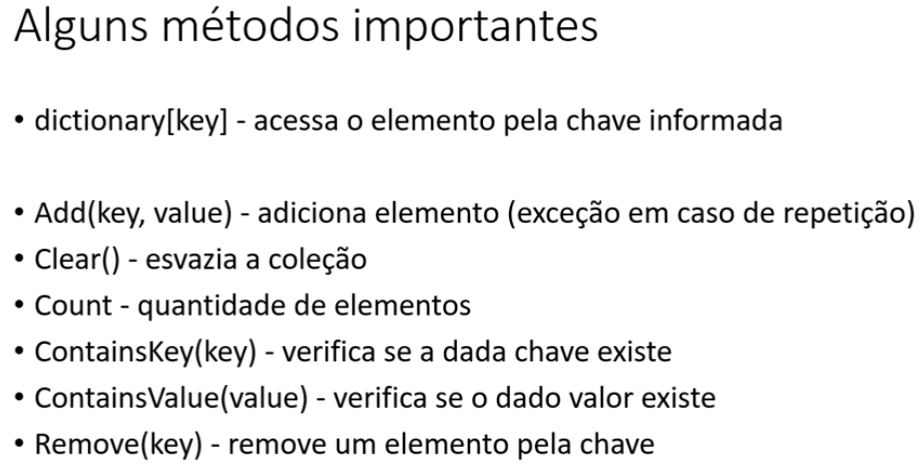 Alguns métodos importantes
• dictionary[key] - acessa o elemento pela chave informada
• Add(key, value) - adiciona elemento (exceção em caso de repetição)
• Clear() - esvazia a coleção
• Count - quantidade de elementos
• ContainsKey(key) - verifica se a dada chave existe
• ContainsValue(value) - verifica se o dado valor existe
• Remove(key) - remove um elemento pela chave